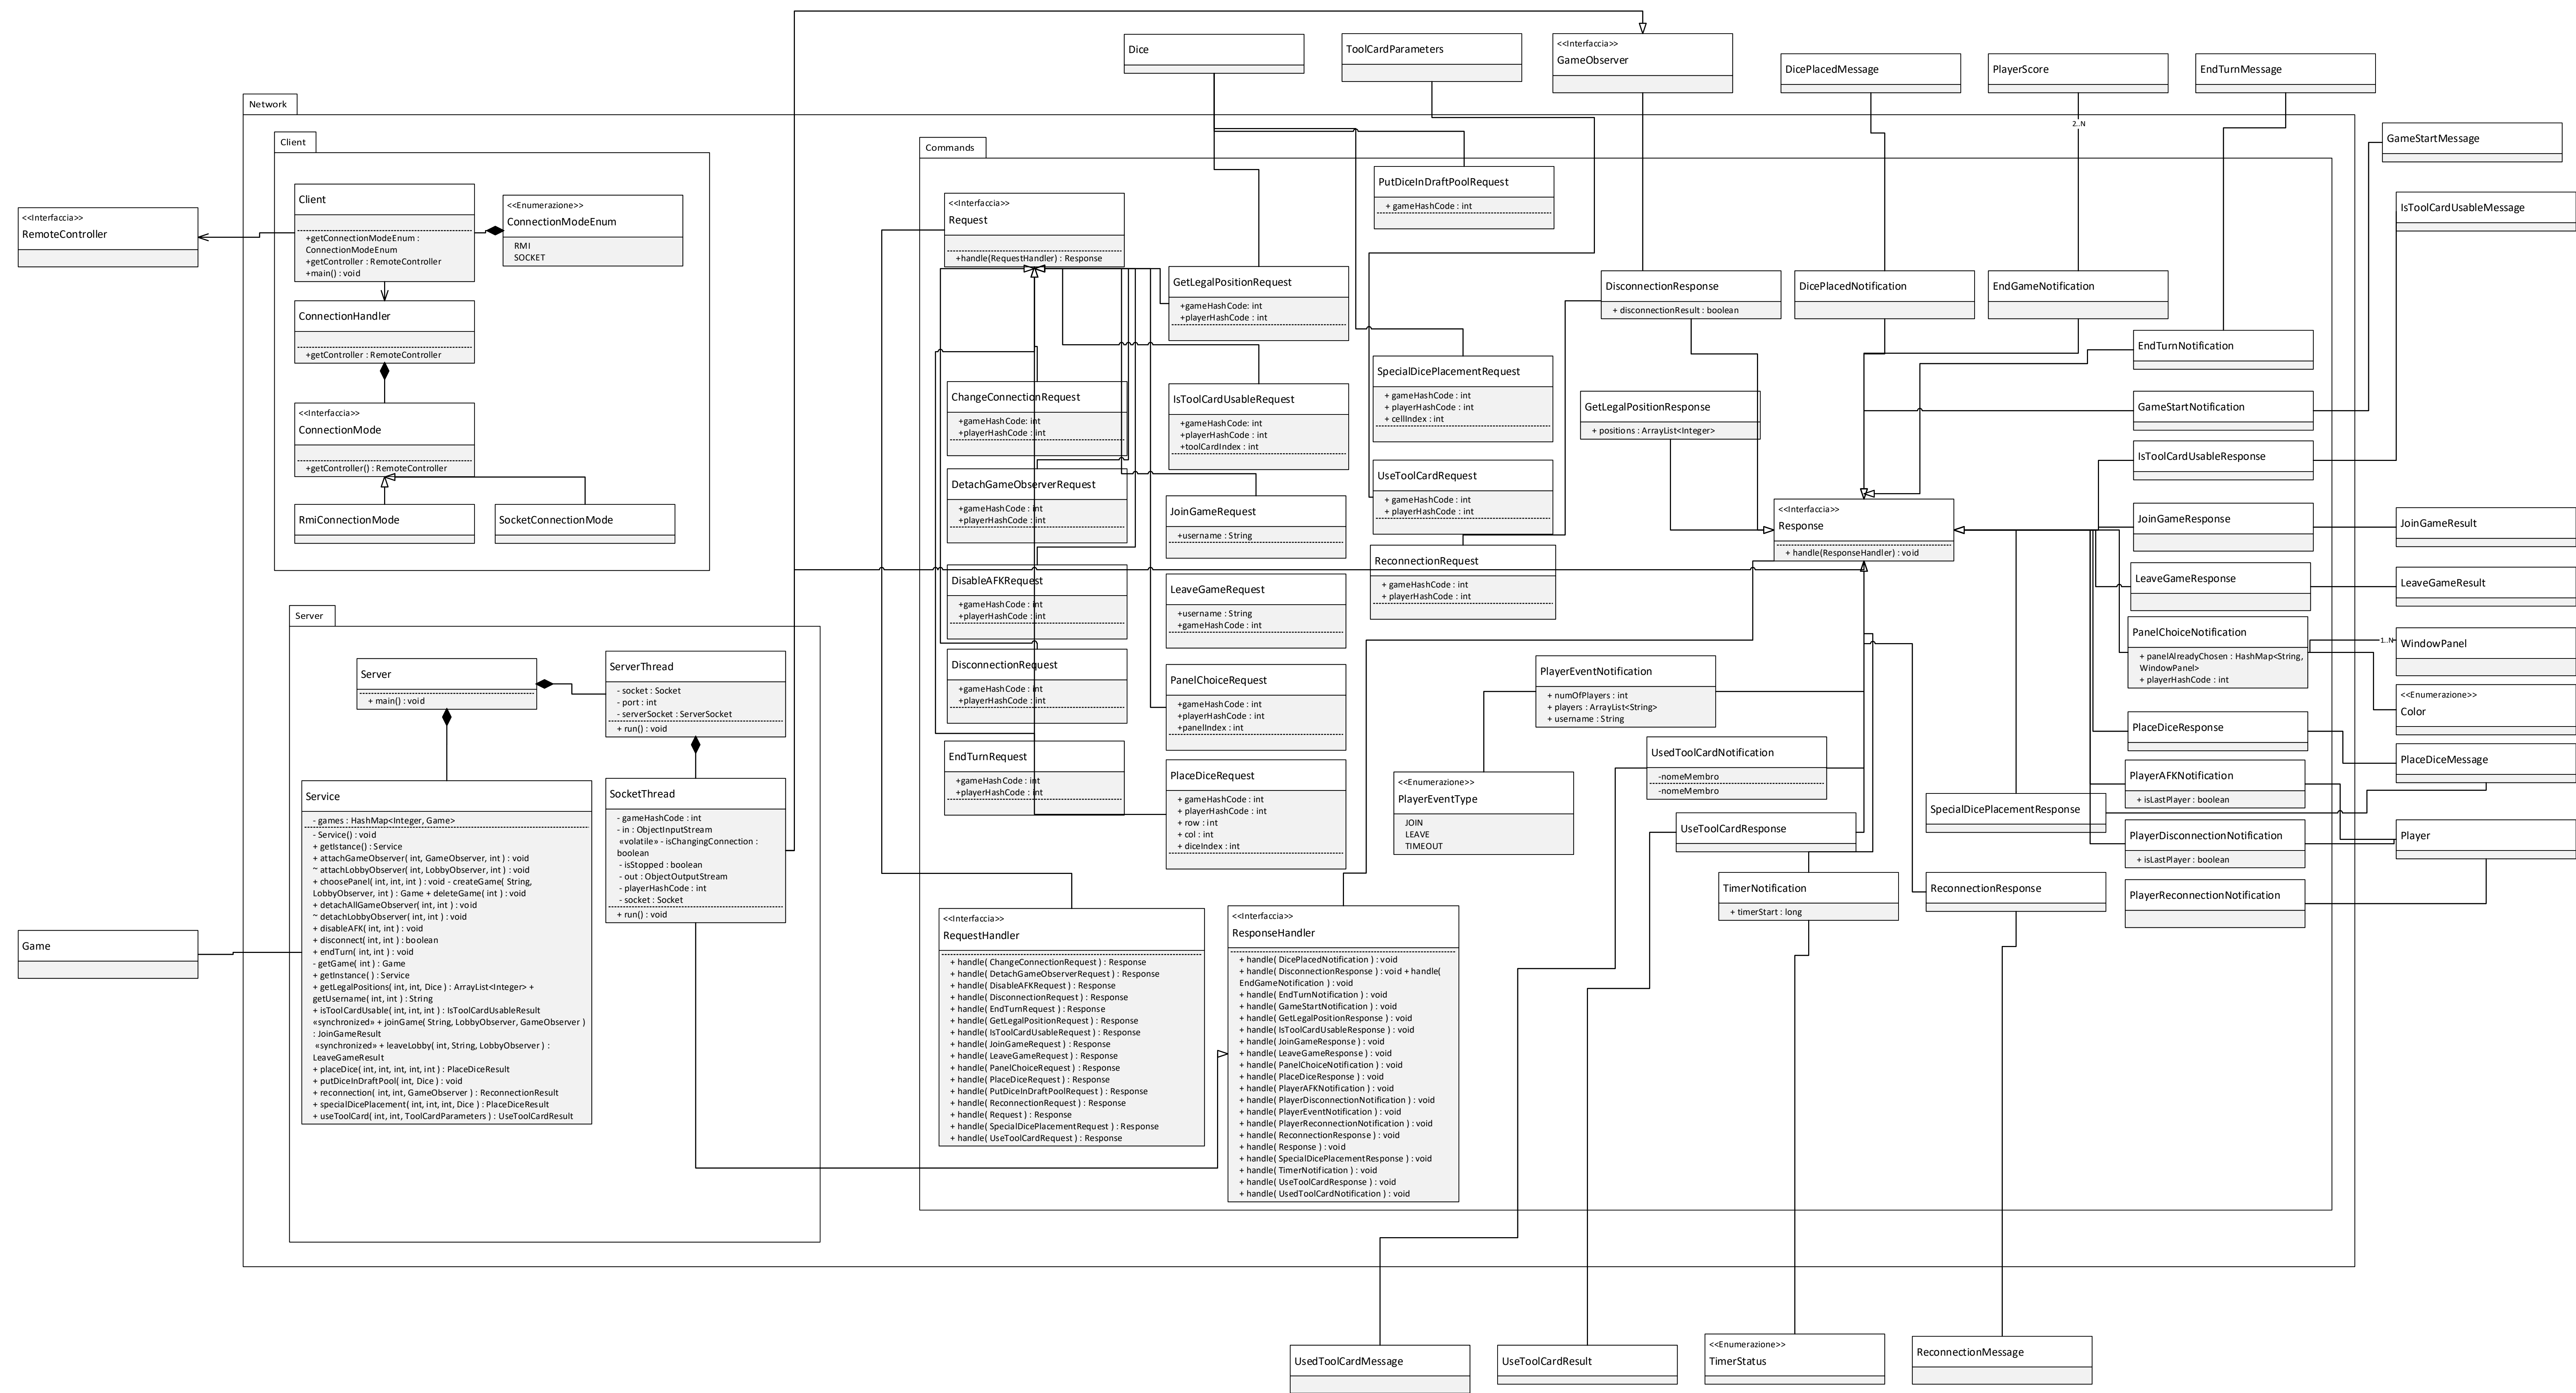 Dice
ToolCardParameters
<<Interfaccia>>
GameObserver
DicePlacedMessage
PlayerScore
2..N
EndTurnMessage
GameStartMessage
IsToolCardUsableMessage
Network
Client
<<Interfaccia>>
RemoteController
Client
+getConnectionModeEnum :
ConnectionModeEnum
+getController : RemoteController
+main() : void
<<Enumerazione>>
ConnectionModeEnum
RMI
SOCKET
ConnectionHandler
+getController : RemoteController
<<Interfaccia>>
ConnectionMode
+getController() : RemoteController
RmiConnectionMode
SocketConnectionMode
Server
Server
+ main() : void
ServerThread
- socket : Socket
- port : int
- serverSocket : ServerSocket
+ run() : void
Service
- games : HashMap<Integer, Game>
- Service() : void
+ getIstance() : Service
+ attachGameObserver( int, GameObserver, int ) : void
~ attachLobbyObserver( int, LobbyObserver, int ) : void
+ choosePanel( int, int, int ) : void - createGame( String,
LobbyObserver, int ) : Game + deleteGame( int ) : void
+ detachAllGameObserver( int, int ) : void
~ detachLobbyObserver( int, int ) : void
+ disableAFK( int, int ) : void
+ disconnect( int, int ) : boolean
+ endTurn( int, int ) : void
- getGame( int ) : Game
+ getInstance( ) : Service
+ getLegalPositions( int, int, Dice ) : ArrayList<Integer> +
getUsername( int, int ) : String
+ isToolCardUsable( int, int, int ) : IsToolCardUsableResult
«synchronized» + joinGame( String, LobbyObserver, GameObserver )
: JoinGameResult
«synchronized» + leaveLobby( int, String, LobbyObserver ) :
LeaveGameResult
+ placeDice( int, int, int, int, int ) : PlaceDiceResult
+ putDiceInDraftPool( int, Dice ) : void
+ reconnection( int, int, GameObserver ) : ReconnectionResult
+ specialDicePlacement( int, int, int, Dice ) : PlaceDiceResult
+ useToolCard( int, int, ToolCardParameters ) : UseToolCardResult
SocketThread
- gameHashCode : int
- in : ObjectInputStream
«volatile» - isChangingConnection :
boolean
- isStopped : boolean
- out : ObjectOutputStream
- playerHashCode : int
- socket : Socket
+ run() : void
Game
Commands
<<Interfaccia>>
Request
+handle(RequestHandler) : Response
GetLegalPositionRequest
+gameHashCode: int
+playerHashCode : int
PutDiceInDraftPoolRequest
+ gameHashCode : int
ChangeConnectionRequest
+gameHashCode: int
+playerHashCode : int
IsToolCardUsableRequest
+gameHashCode: int
+playerHashCode : int
+toolCardIndex : int
SpecialDicePlacementRequest
+ gameHashCode : int
+ playerHashCode : int
+ cellIndex : int
DetachGameObserverRequest
+gameHashCode : int
+playerHashCode : int
JoinGameRequest
+username : String
UseToolCardRequest
+ gameHashCode : int
+ playerHashCode : int
DisableAFKRequest
+gameHashCode : int
+playerHashCode : int
LeaveGameRequest
+username : String
+gameHashCode : int
ReconnectionRequest
+ gameHashCode : int
+ playerHashCode : int
DisconnectionRequest
+gameHashCode : int
+playerHashCode : int
PanelChoiceRequest
+gameHashCode : int
+playerHashCode : int
+panelIndex : int
EndTurnRequest
+gameHashCode : int
+playerHashCode : int
PlaceDiceRequest
+ gameHashCode : int
+ playerHashCode : int
+ row : int
+ col : int
+ diceIndex : int
<<Interfaccia>>
RequestHandler
+ handle( ChangeConnectionRequest ) : Response
+ handle( DetachGameObserverRequest ) : Response
+ handle( DisableAFKRequest ) : Response
+ handle( DisconnectionRequest ) : Response
+ handle( EndTurnRequest ) : Response
+ handle( GetLegalPositionRequest ) : Response
+ handle( IsToolCardUsableRequest ) : Response
+ handle( JoinGameRequest ) : Response
+ handle( LeaveGameRequest ) : Response
+ handle( PanelChoiceRequest ) : Response
+ handle( PlaceDiceRequest ) : Response
+ handle( PutDiceInDraftPoolRequest ) : Response
+ handle( ReconnectionRequest ) : Response
+ handle( Request ) : Response
+ handle( SpecialDicePlacementRequest ) : Response
+ handle( UseToolCardRequest ) : Response
<<Interfaccia>>
ResponseHandler
+ handle( DicePlacedNotification ) : void
+ handle( DisconnectionResponse ) : void + handle(
EndGameNotification ) : void
+ handle( EndTurnNotification ) : void
+ handle( GameStartNotification ) : void
+ handle( GetLegalPositionResponse ) : void
+ handle( IsToolCardUsableResponse ) : void
+ handle( JoinGameResponse ) : void
+ handle( LeaveGameResponse ) : void
+ handle( PanelChoiceNotification ) : void
+ handle( PlaceDiceResponse ) : void
+ handle( PlayerAFKNotification ) : void
+ handle( PlayerDisconnectionNotification ) : void
+ handle( PlayerEventNotification ) : void
+ handle( PlayerReconnectionNotification ) : void
+ handle( ReconnectionResponse ) : void
+ handle( Response ) : void
+ handle( SpecialDicePlacementResponse ) : void
+ handle( TimerNotification ) : void
+ handle( UseToolCardResponse ) : void
+ handle( UsedToolCardNotification ) : void
DisconnectionResponse
+ disconnectionResult : boolean
DicePlacedNotification
EndGameNotification
EndTurnNotification
GetLegalPositionResponse
+ positions : ArrayList<Integer>
GameStartNotification
IsToolCardUsableResponse
<<Interfaccia>>
Response
+ handle(ResponseHandler) : void
JoinGameResponse
JoinGameResult
LeaveGameResponse
LeaveGameResult
PanelChoiceNotification
+ panelAlreadyChosen : HashMap<String,
WindowPanel>
+ playerHashCode : int
1..N
WindowPanel
<<Enumerazione>>
Color
PlayerEventNotification
+ numOfPlayers : int
+ players : ArrayList<String>
+ username : String
<<Enumerazione>>
PlayerEventType
JOIN
LEAVE
TIMEOUT
UsedToolCardNotification
-nomeMembro
-nomeMembro
UseToolCardResponse
PlaceDiceResponse
PlaceDiceMessage
PlayerAFKNotification
+ isLastPlayer : boolean
SpecialDicePlacementResponse
PlayerDisconnectionNotification
+ isLastPlayer : boolean
Player
TimerNotification
+ timerStart : long
ReconnectionResponse
PlayerReconnectionNotification
UsedToolCardMessage
UseToolCardResult
<<Enumerazione>>
TimerStatus
ReconnectionMessage